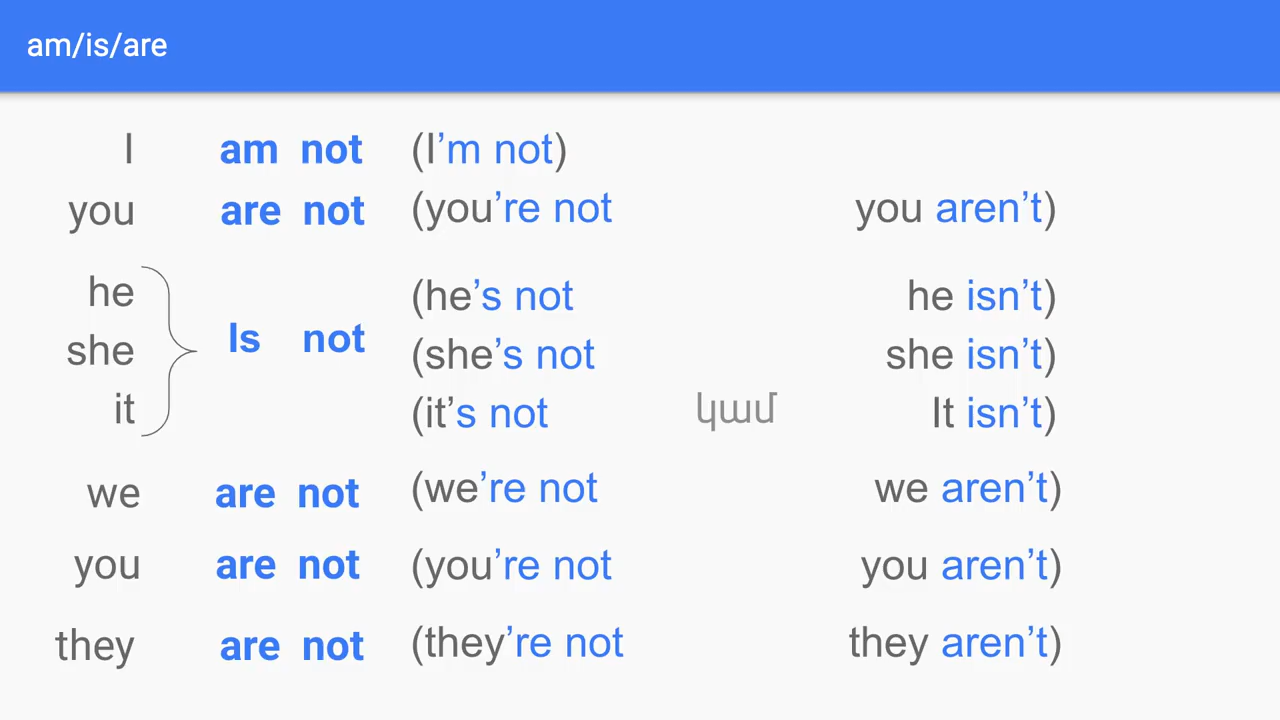 am/is/are
I am not (I’m not)
you are not (you’re not you aren’t)
he (he’s not he isn’t)
she Is not (she’s not she isn’t)
it (it’s not կամ It isn’t)
we are not (we’re not we aren’t)
you are not (you’re not you aren’t)
they are not (they’re not they aren’t)